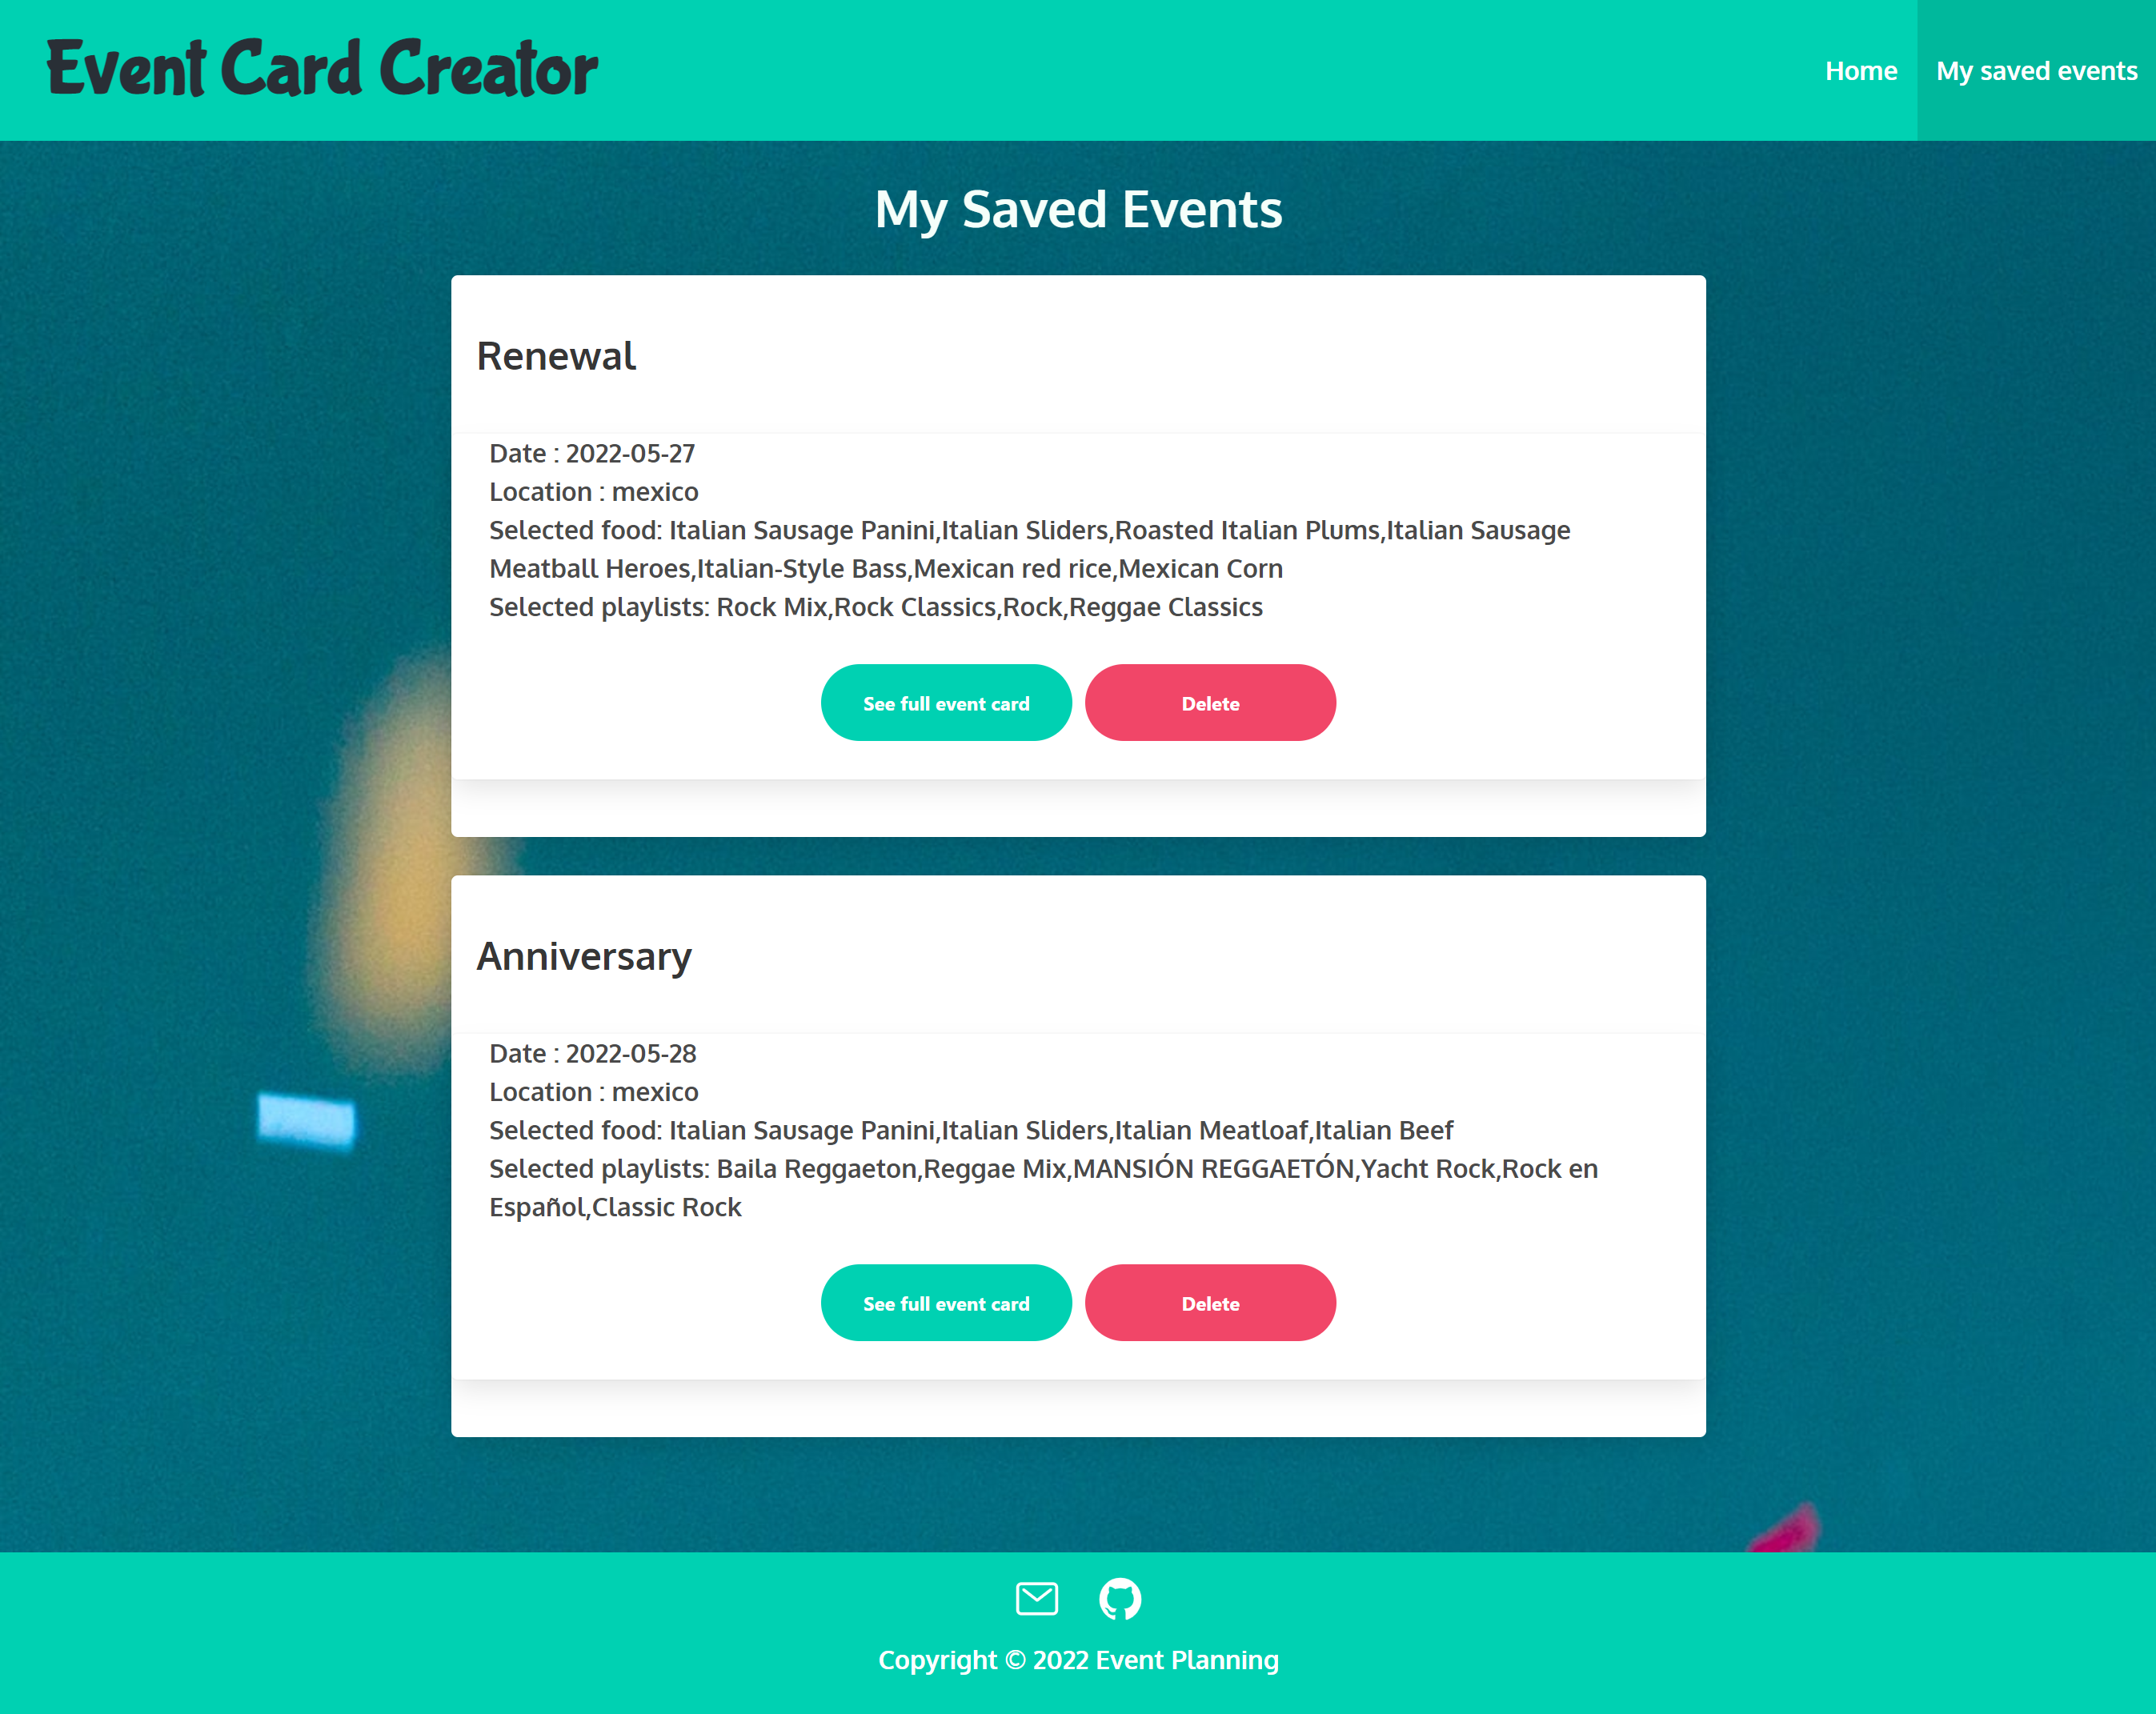 Event Card Creator
Home
My saved events
My Saved Events
Renewal
Date : 2022-05-27
Location : mexico
Selected food: Italian Sausage Panini,Italian Sliders,Roasted Italian Plums,Italian Sausage
Meatball Heroes,Italian-Style Bass,Mexican red rice,Mexican Corn
Selected playlists: Rock Mix,Rock Classics,Rock,Reggae Classics
See full event card
Delete
Anniversary
Date : 2022-05-28
Location : mexico
Selected food: Italian Sausage Panini,Italian Sliders,Italian Meatloaf,Italian Beef
Selected playlists: Baila Reggaeton,Reggae Mix,MANSIÓN REGGAETÓN,Yacht Rock,Rock en
Español,Classic Rock
See full event card
Delete
Copyright © 2022 Event Planning